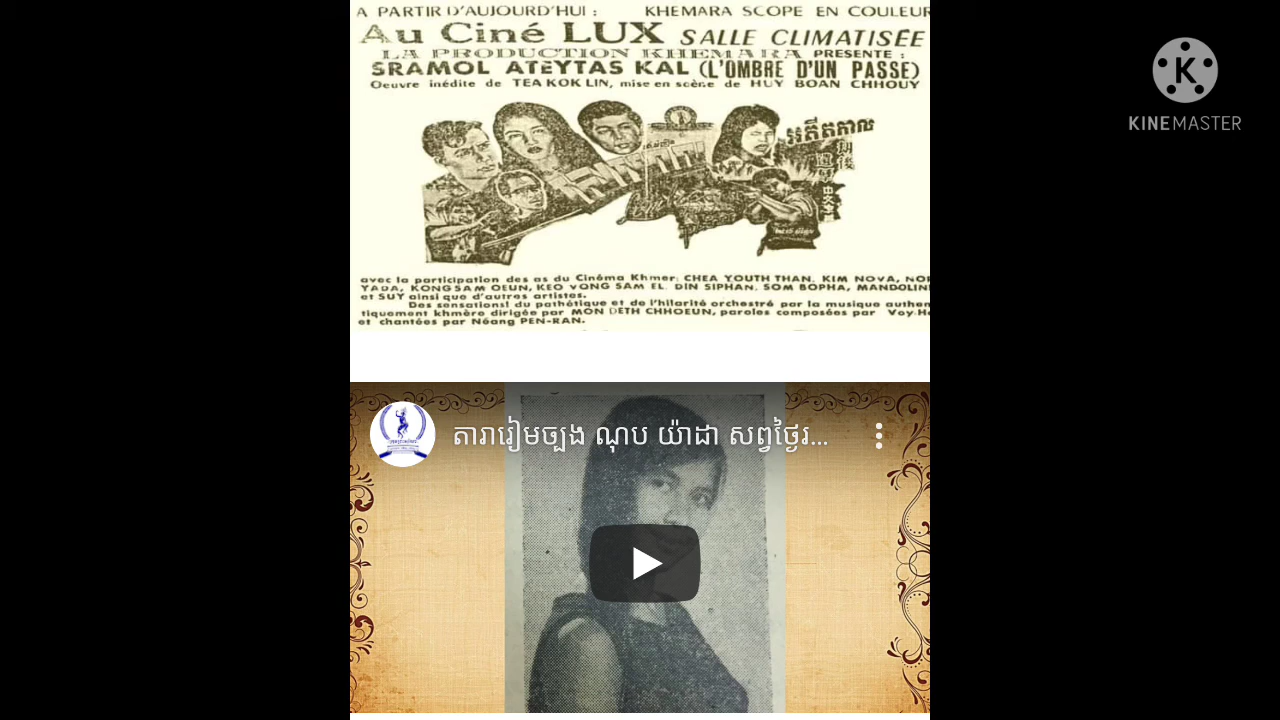 A PARTIR D'AUJOURD'HUI : KHEMARA SCOPE EN COULEUR
Au Ciné LUX SALLE CLIMATISÉE
LA PRODUCTION KHEMARA PRESENTE :
SRAMOL ATEYTAS KAL (L'OMBRE D'UN PASSE)
Oeuvre inédite de TEA KOK LIN, mise en scène de HUY BOAN CHHOUY
អតីតកាល
avec la participation des as du Cinéma Khmer: CHEA YOUTH THAN, KIM NOVA, NOP
YADA, KONG SAM OEUN, KEO VONG SAM EL, DIN SIPHAN, SOM BOPHA, MANDOLINE
et SUY ainsi que d'autres artistes.
Des sensations! du pathétique et de l'hilarité orchestré par la musique authen
tiquement khmère dirigée par MON DETH CHHOEUN, paroles composées par Voy-Ho
et chantées par Néang PEN-RAN.
តារារៀមច្បង ណុប យ៉ាដា សព្វថ្ងៃរ...
K
KINEMASTER